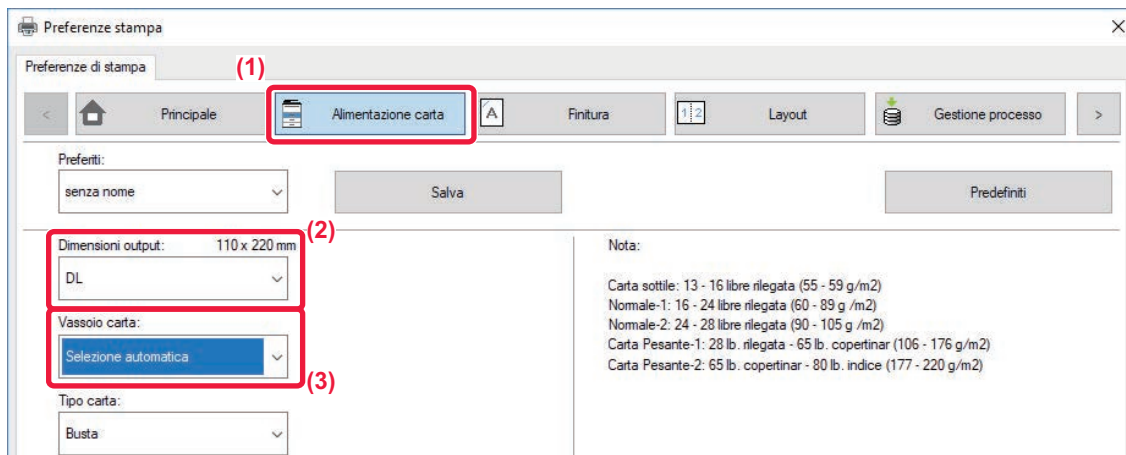 Preferenze stampa
Preferenze di stampa
(1)
< Principale Alimentazione carta A Finitura 1 2 Layout Gestione processo >
Preferiti:
senza nome Salva Predefiniti
(2)
Dimensioni output: 110 x 220 mm
DL
Vassoio carta:
Selezione automatica
(3)
Tipo carta:
Busta
Nota:
Carta sottile: 13 - 16 libre rilegata (55 - 59 g/m2)
Normale-1: 16 - 24 libre rilegata (60 - 89 g /m2)
Normale-2: 24 - 28 libre rilegata (90 - 105 g /m2)
Carta Pesante-1: 28 lb. rilegata - 65 lb. copertinar (106 - 176 g/m2)
Carta Pesante-2: 65 lb. copertinar - 80 lb. indice (177 - 220 g/m2)